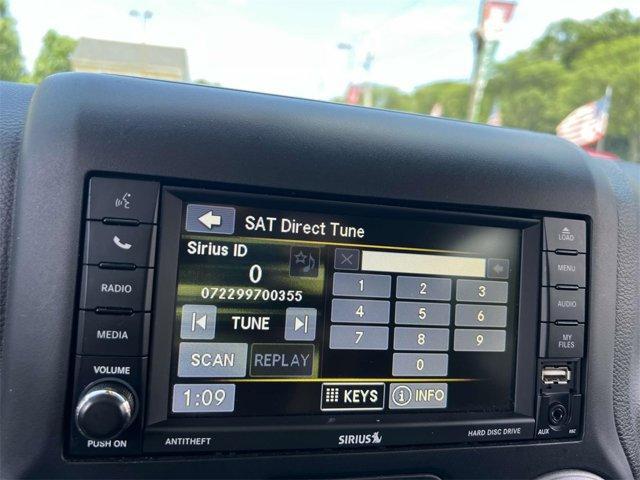 SAT Direct Tune
Sirius ID
0
072299700355
TUNE
SCAN
REPLAY
1:09
1
2
3
4
5
6
7
8
9
0
KEYS
INFO
RADIO
MEDIA
VOLUME
PUSH ON
ANTITHEFT
SIRIUS
HARD DISC DRIVE
LOAD
MENU
AUDIO
MY
FILES
AUX